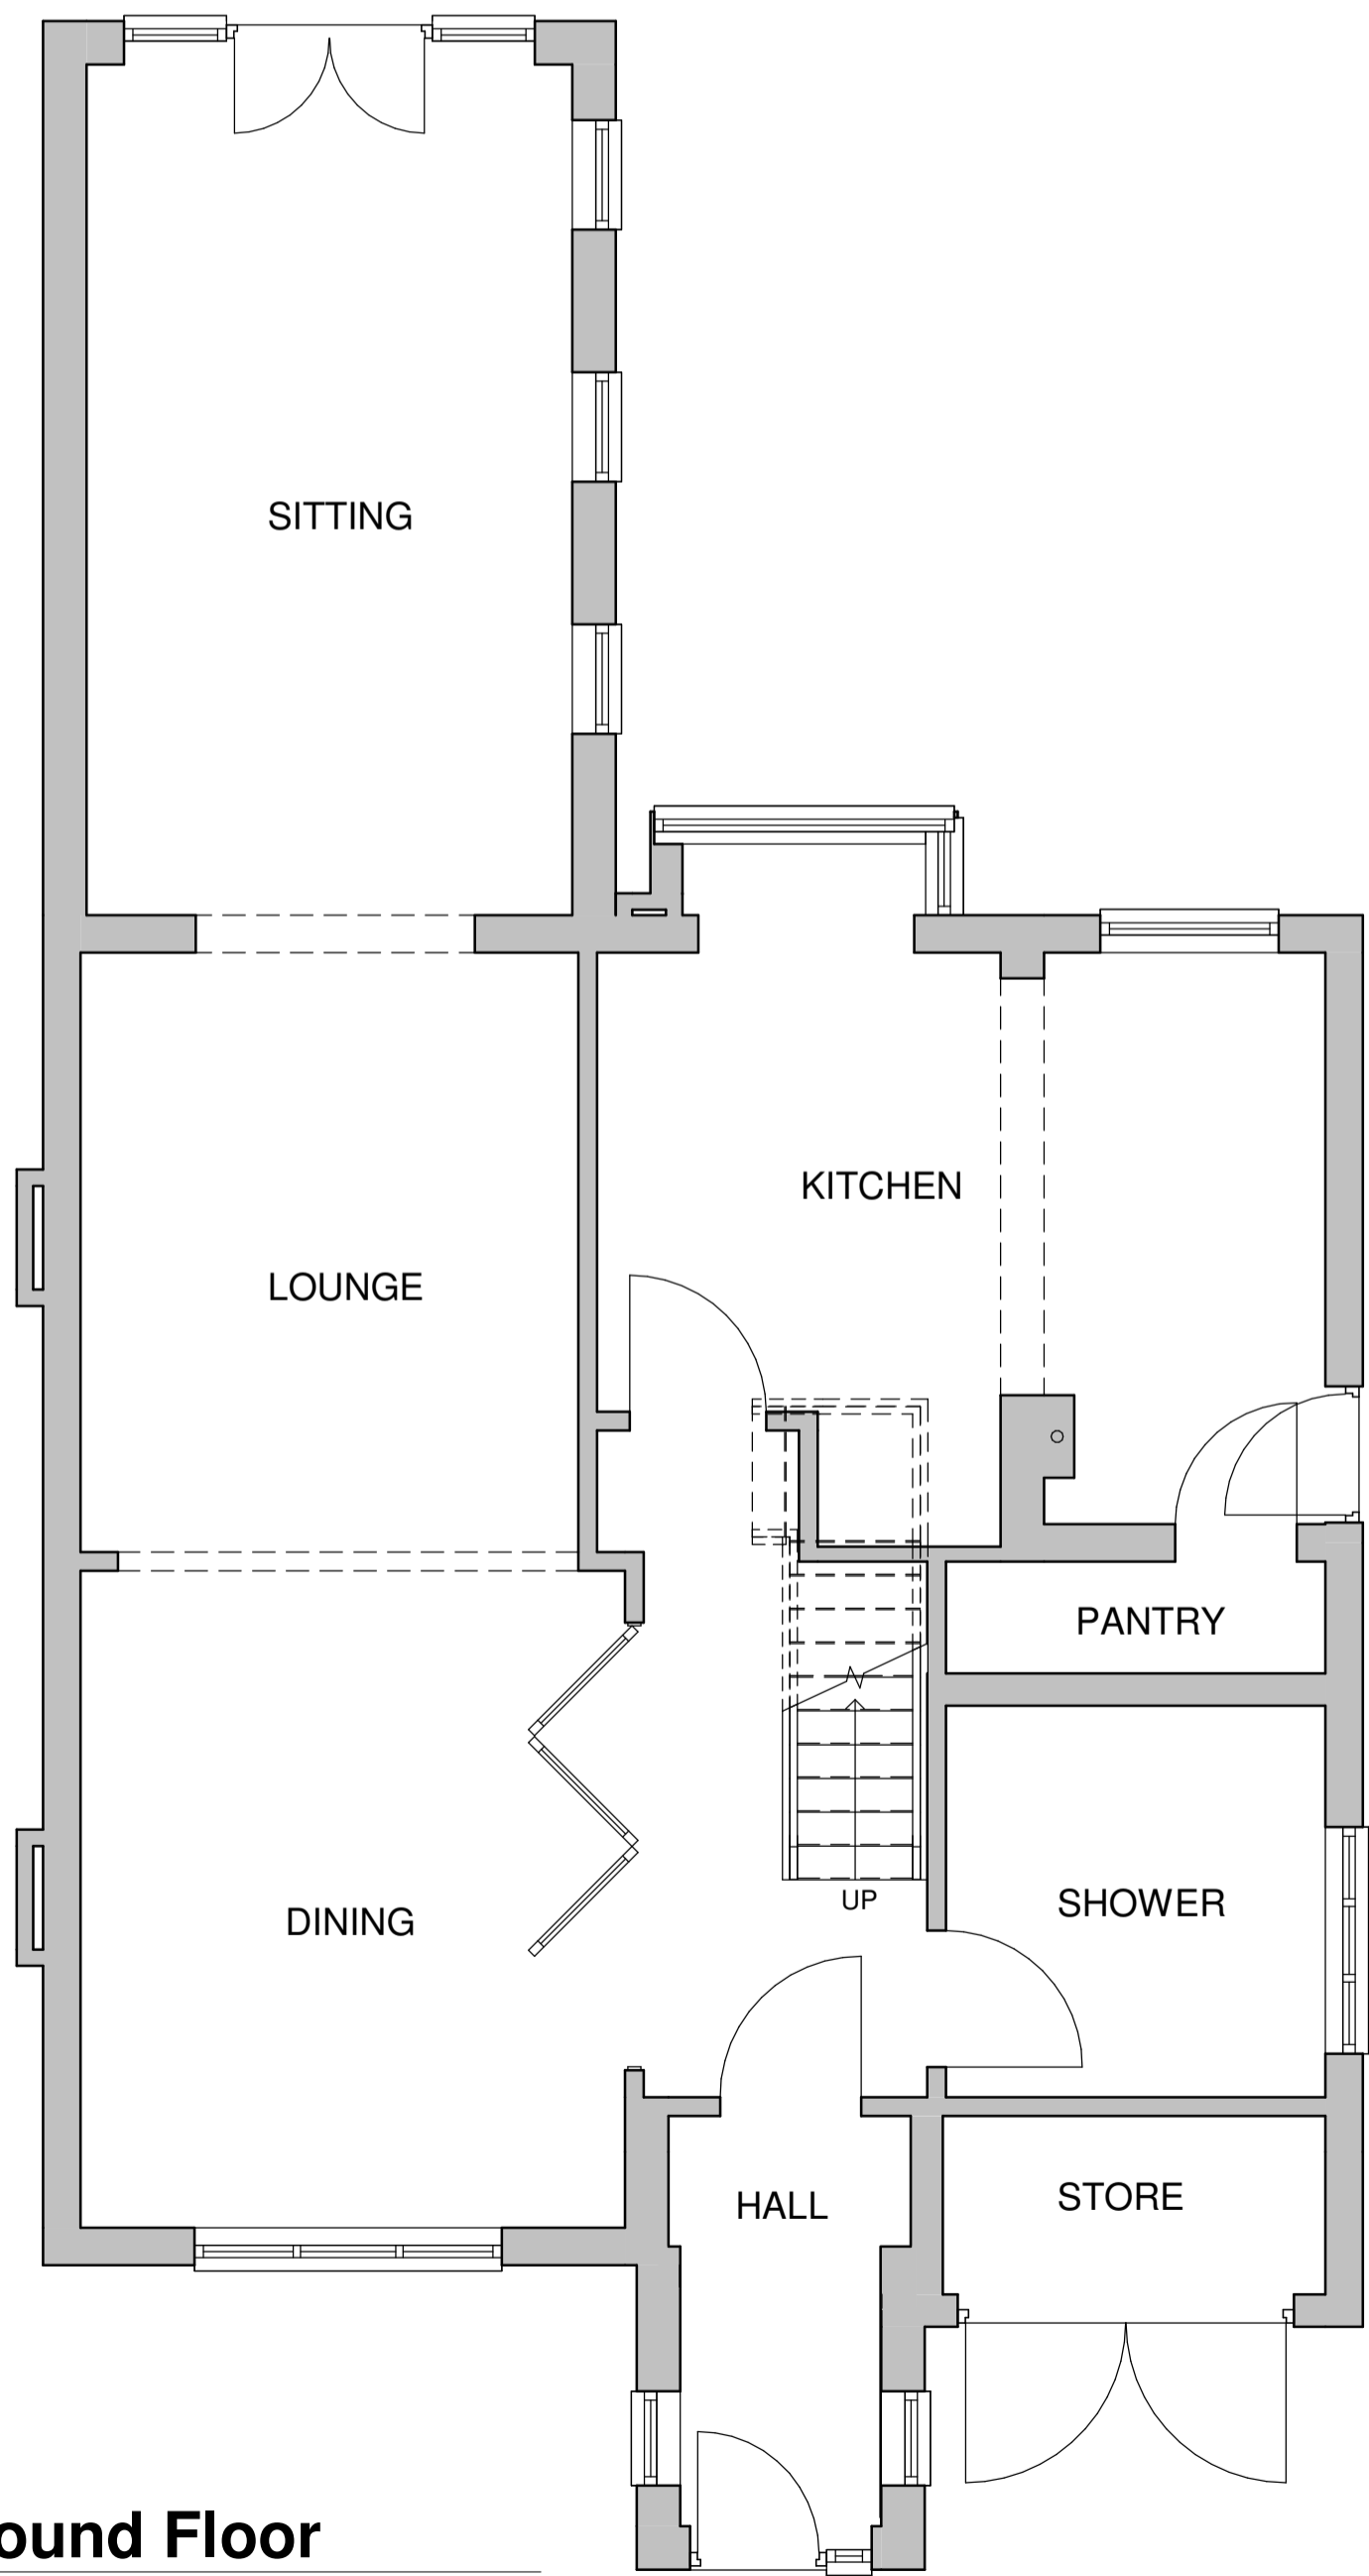 SITTING
KITCHEN
LOUNGE
PANTRY
UP
SHOWER
DINING
STORE
HALL
ound Floor